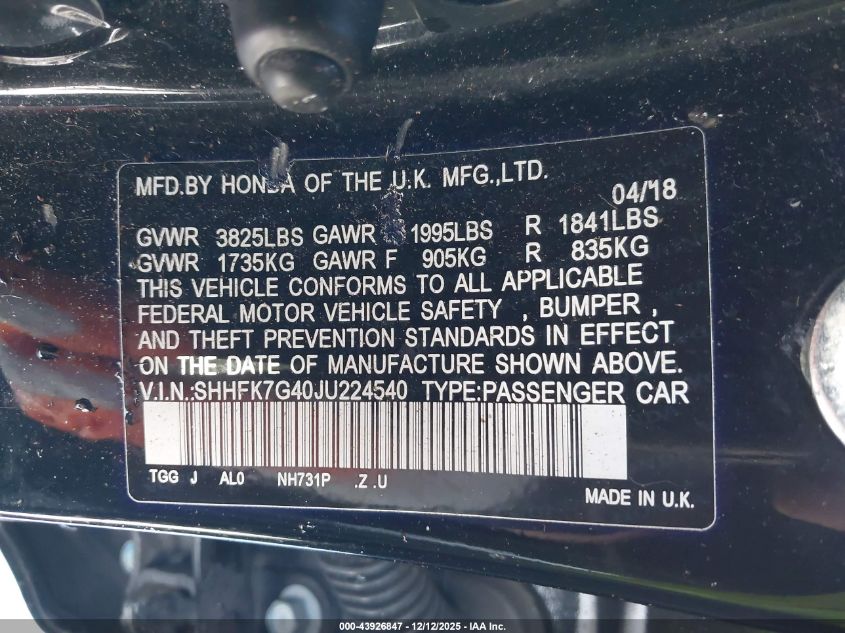 MFD.BY HONDA OF THE U.K. MFG.,LTD.
04/18
GVWR 3825LBS GAWR 1995LBS R 1841LBS
GVWR 1735KG GAWR F 905KG R 835KG
THIS VEHICLE CONFORMS TO ALL APPLICABLE
FEDERAL MOTOR VEHICLE SAFETY , BUMPER ,
AND THEFT PREVENTION STANDARDS IN EFFECT
ON THE DATE OF MANUFACTURE SHOWN ABOVE.
V.I.N.:SHHFK7G40JU224540 TYPE:PASSENGER CAR
TGG J AL0 NH731P .Z .U
MADE IN U.K.
000-43926847 - 12/12/2025 - IAA Inc.